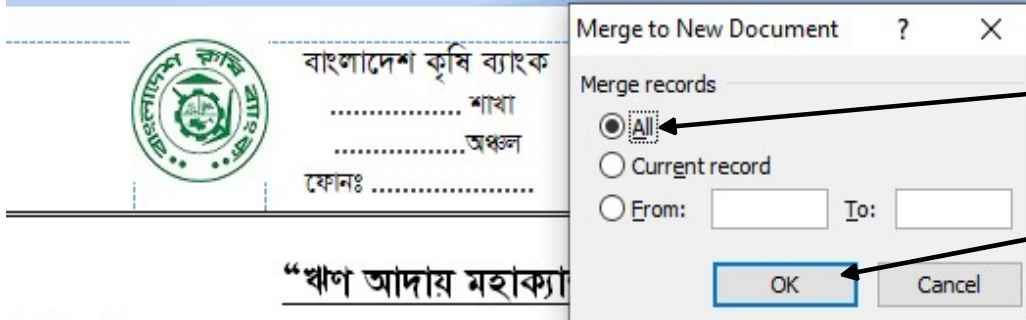 বাংলাদেশ কৃষি ব্যাংক
বাংলাদেশ কৃষি ব্যাংক
................ শাখা
................অঞ্চল
ফোনঃ ....................
“ঋণ আদায় মহাক্যা
Merge to New Document ? ×
Merge records
All
Current record
From: To:
OK Cancel